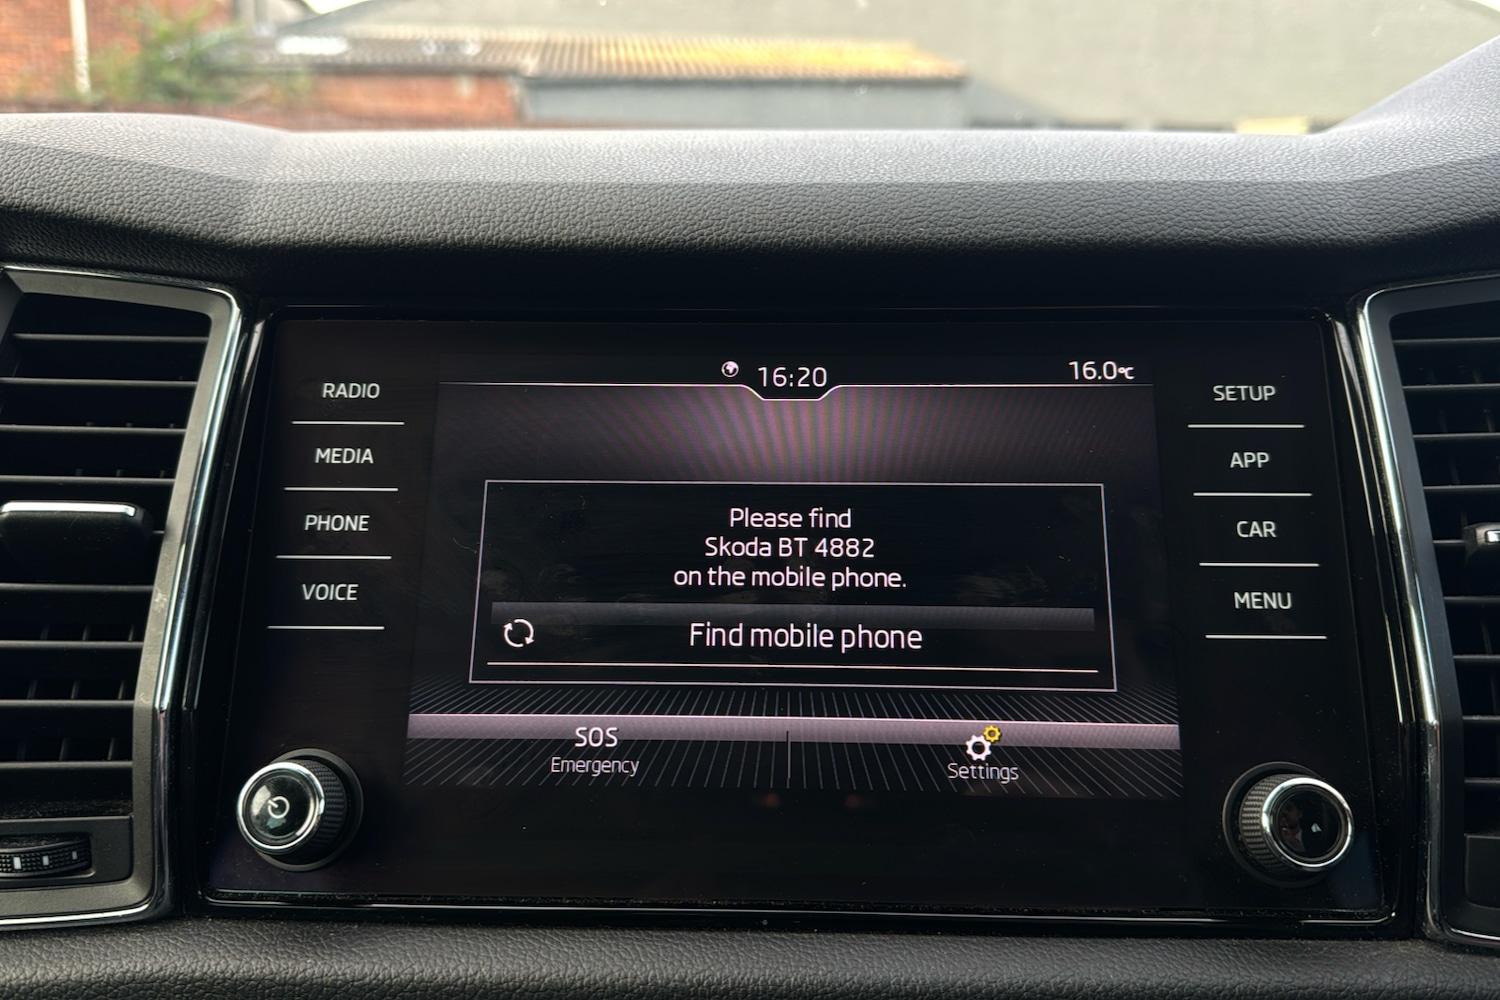 16:20
16.0°C
RADIO
MEDIA
PHONE
VOICE
Please find
Skoda BT 4882
on the mobile phone.
Find mobile phone
SOS
Emergency
Settings
SETUP
APP
CAR
MENU